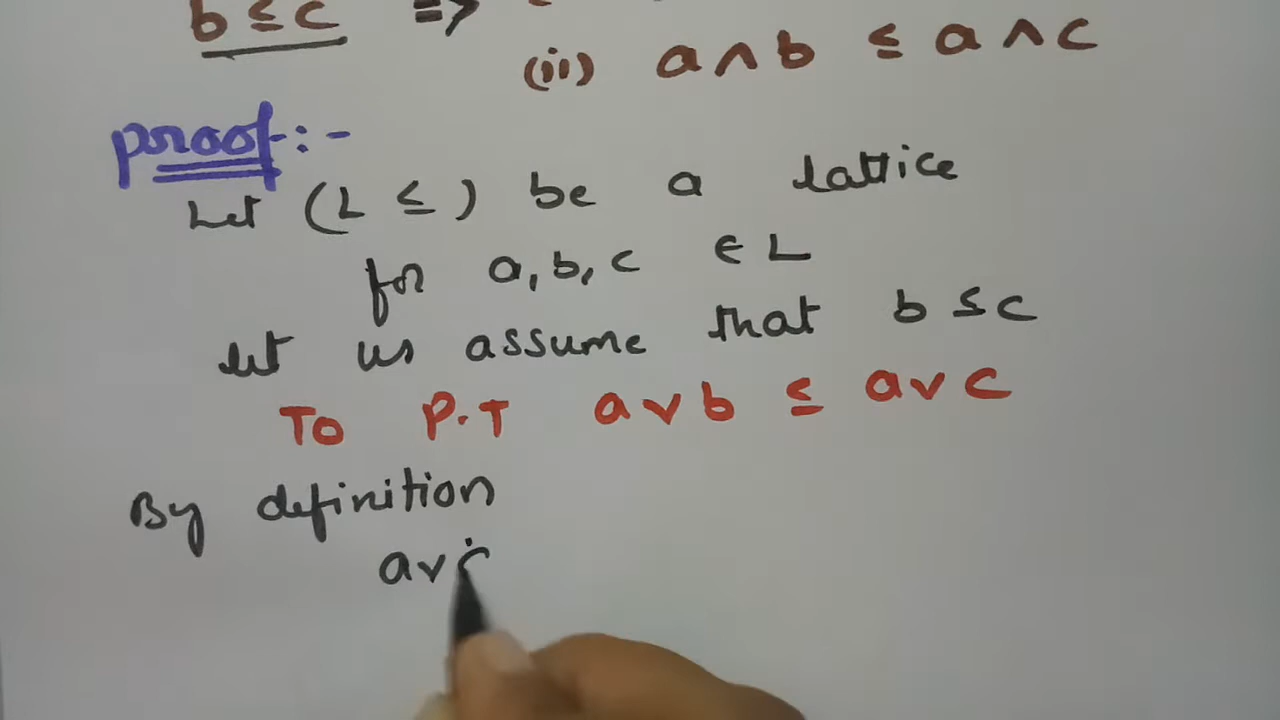 b ≤ c ⇒
(ii) a ∧ b ≤ a ∧ c
proof:-
Let (L ≤) be a lattice
for a, b, c ∈ L
let us assume that b ≤ c
To P.T a ∨ b ≤ a ∨ c
By definition
a ∨ c